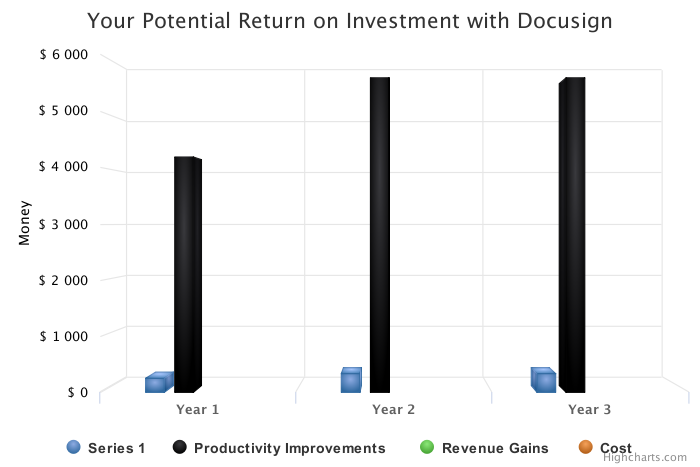 Your Potential Return on Investment with Docusign
$ 6 000
$ 5 000
$ 4 000
$ 3 000
$ 2 000
$ 1 000
$ 0
Money
Year 1
Year 2
Year 3
Series 1
Productivity Improvements
Revenue Gains
Cost
Highcharts.com